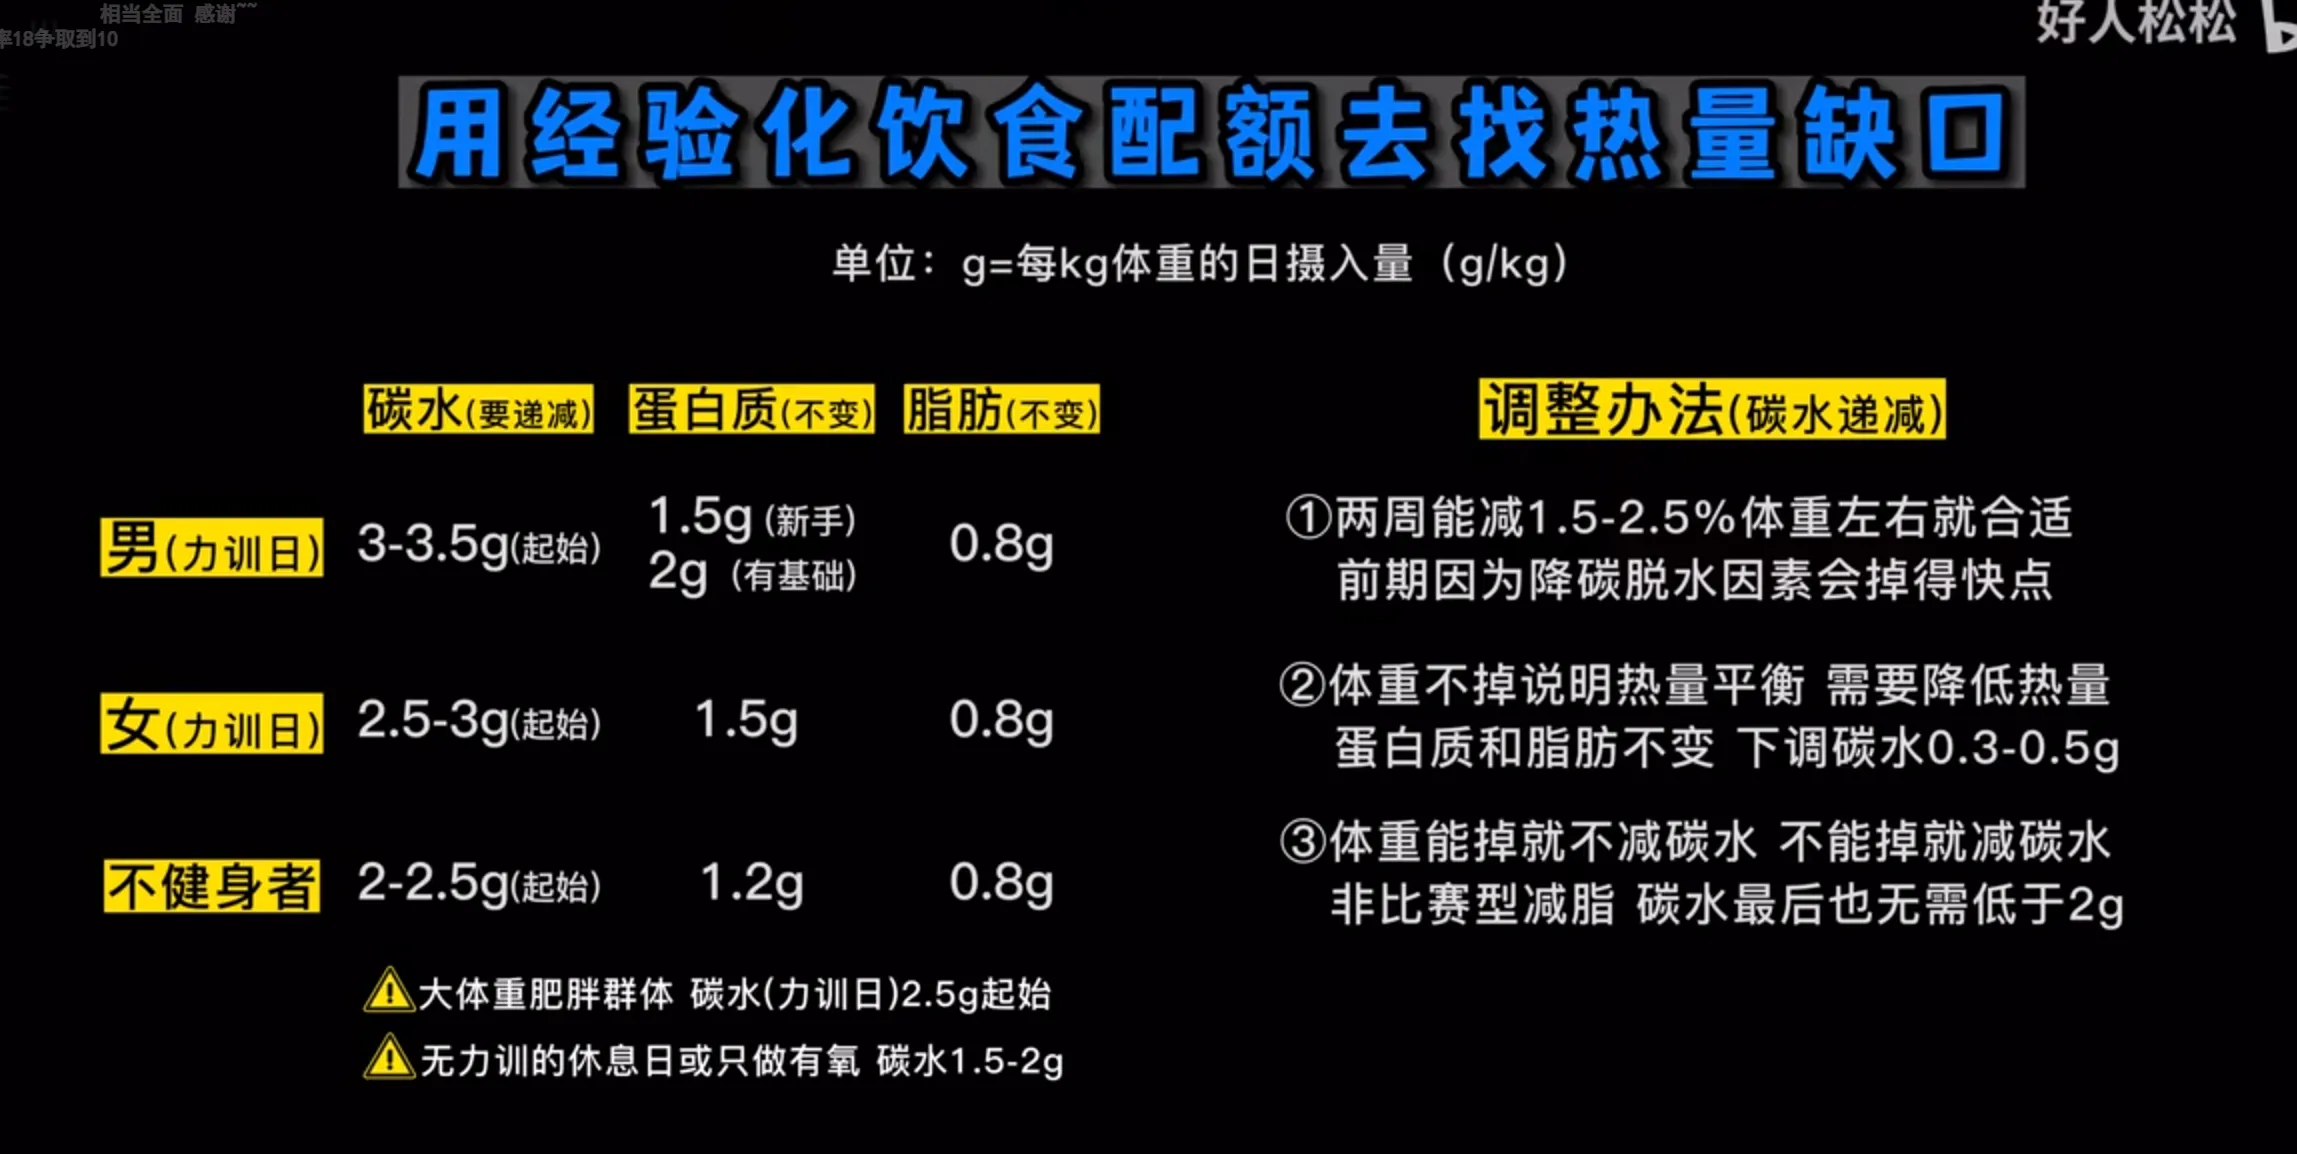 相当全面 感谢~~
率18争取到10
好人松松
用经验化饮食配额去找热量缺口
单位：g=每kg体重的日摄入量（g/kg）
碳水(要递减) 蛋白质(不变) 脂肪(不变)
男(力训日) 3-3.5g(起始) 1.5g(新手) 2g(有基础) 0.8g
女(力训日) 2.5-3g(起始) 1.5g 0.8g
不健身者 2-2.5g(起始) 1.2g 0.8g
大体重肥胖群体 碳水(力训日)2.5g起始
无力训的休息日或只做有氧 碳水1.5-2g
调整办法(碳水递减)
①两周能减1.5-2.5%体重左右就合适
前期因为降碳脱水因素会掉得快点
②体重不掉说明热量平衡 需要降低热量
蛋白质和脂肪不变 下调碳水0.3-0.5g
③体重能掉就不减碳水 不能掉就减碳水
非比赛型减脂 碳水最后也无需低于2g